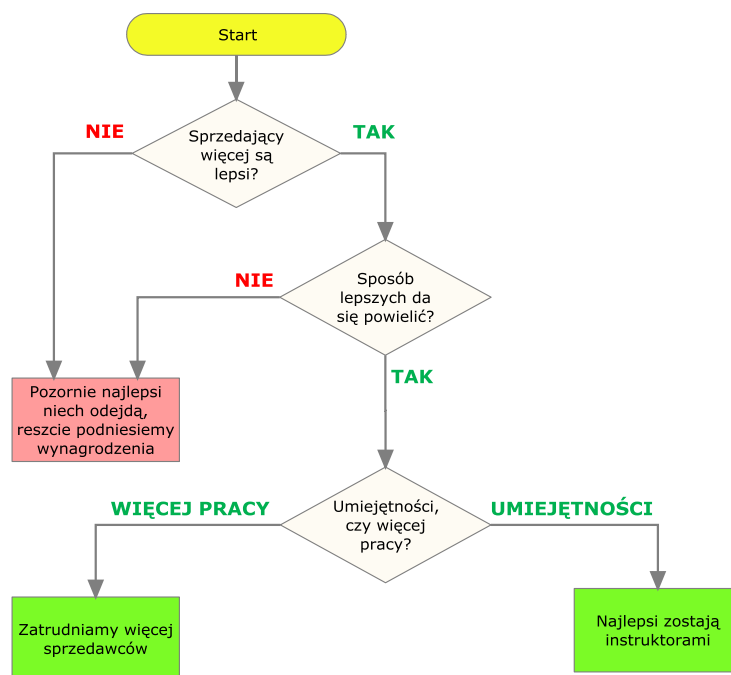 Start
NIE
TAK
Sprzedający
więcej są
lepsi?
NIE
Sposób
lepszych da
się powielić?
TAK
Pozornie najlepsi
niech odejdą,
reszcie podniesiemy
wynagrodzenia
WIĘCEJ PRACY
Umiejętności,
czy więcej
pracy?
UMIEJĘTNOŚCI
Zatrudniamy więcej
sprzedawców
Najlepsi zostają
instruktorami